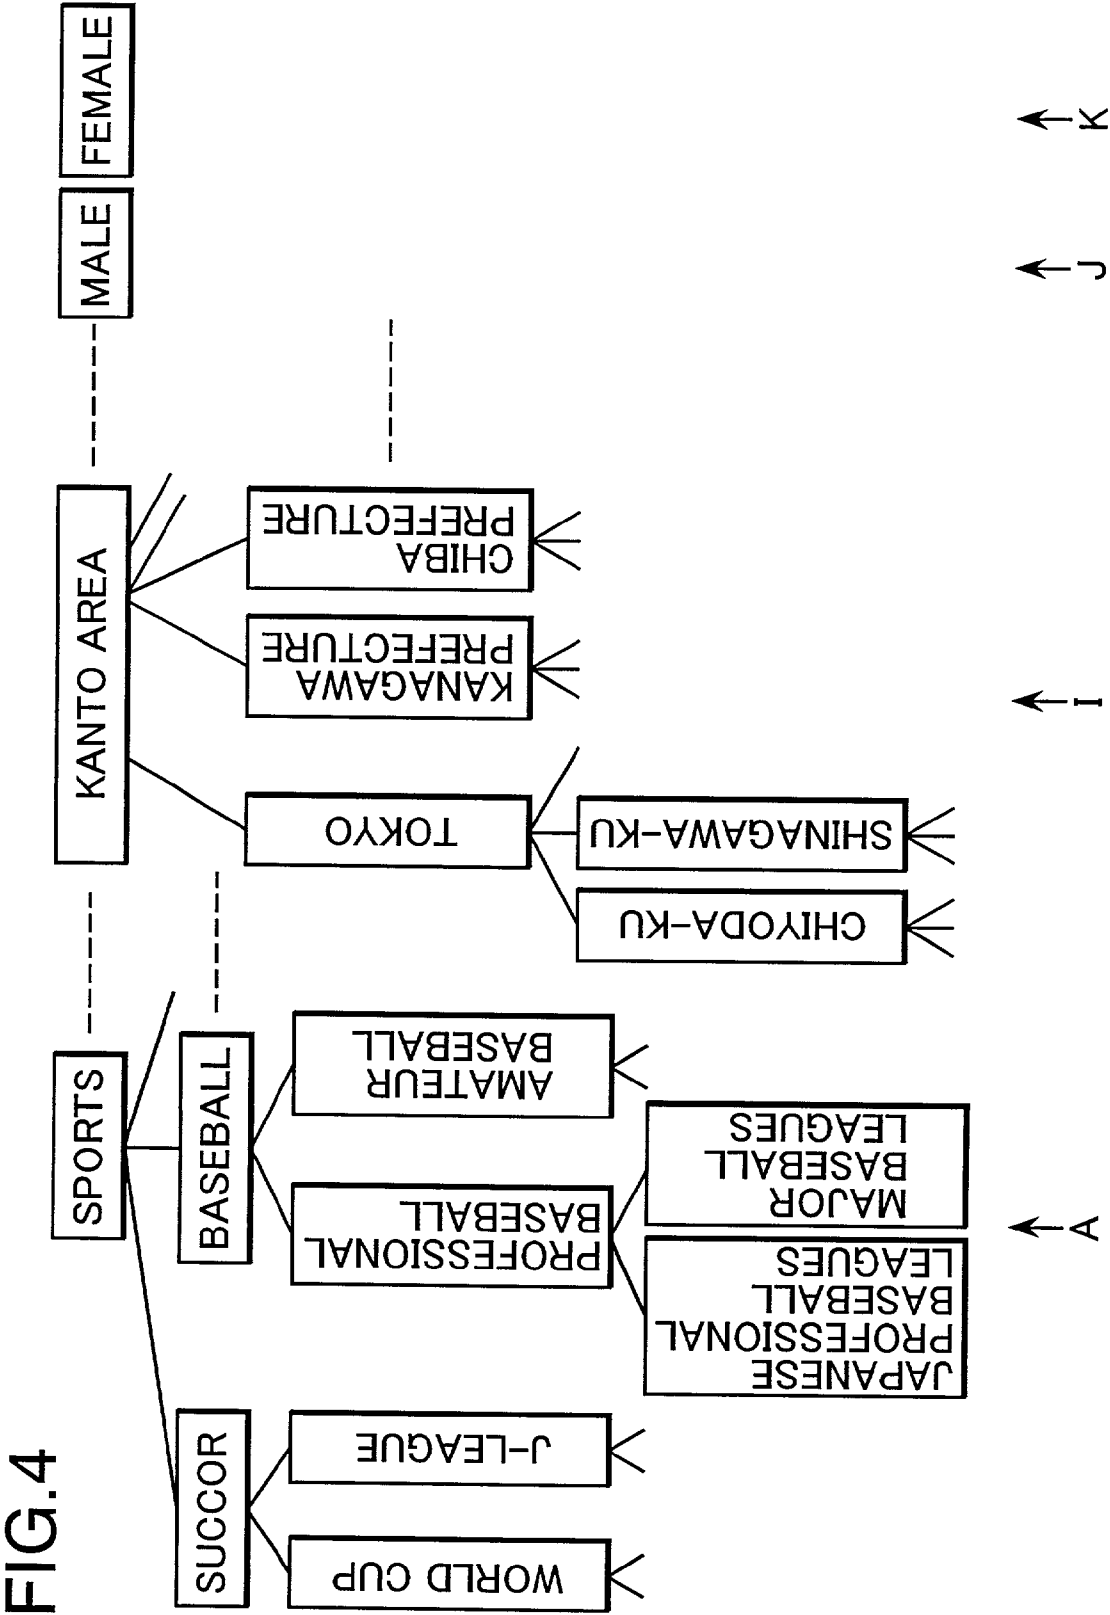 FIG.4
SPORTS
KANTO AREA
MALE
FEMALE
SUCCOR
BASEBALL
WORLD CUP
J-LEAGUE
PROFESSIONAL
BASEBALL
AMATEUR
BASEBALL
JAPANESE
PROFESSIONAL
BASEBALL
LEAGUES
MAJOR
BASEBALL
LEAGUES
TOKYO
KANAGAWA
PREFECTURE
CHIBA
PREFECTURE
CHIYODA-KU
SHINAGAWA-KU
A
I
J
K